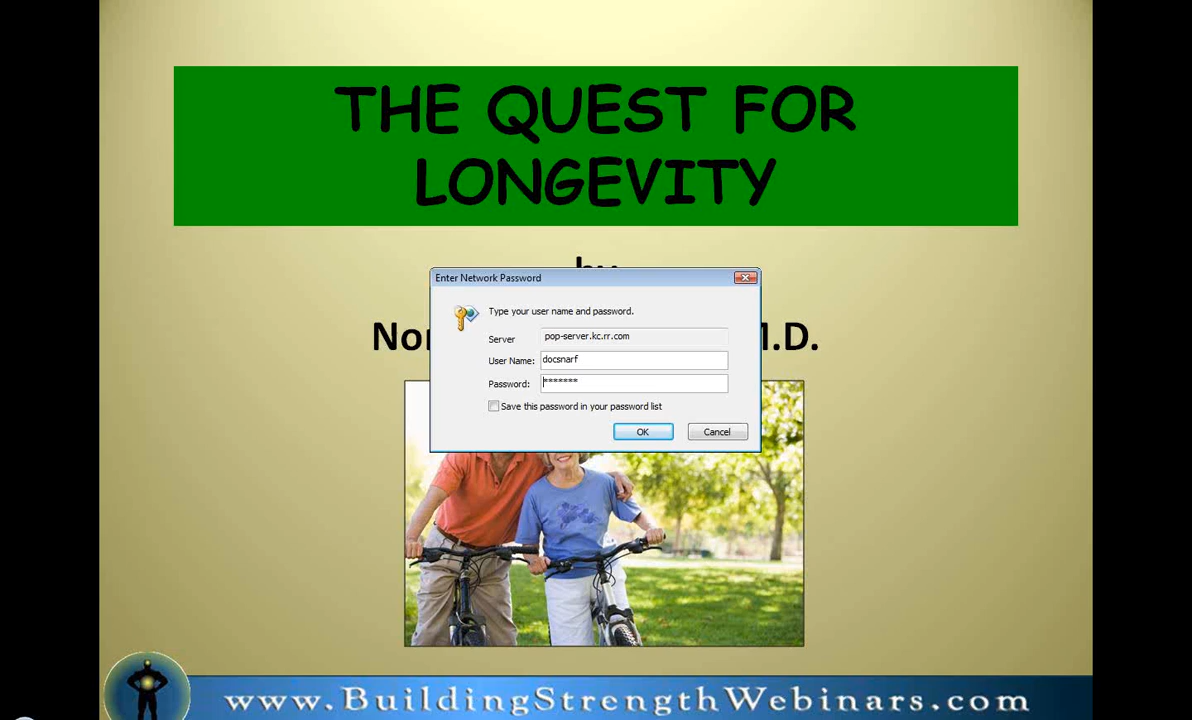 THE QUEST FOR
LONGEVITY
by
Enter Network Password
Type your user name and password.
Server pop-server.kc.rr.com
User Name: docsnarf
Password: *******
Save this password in your password list
OK Cancel
www.BuildingStrengthWebinars.com